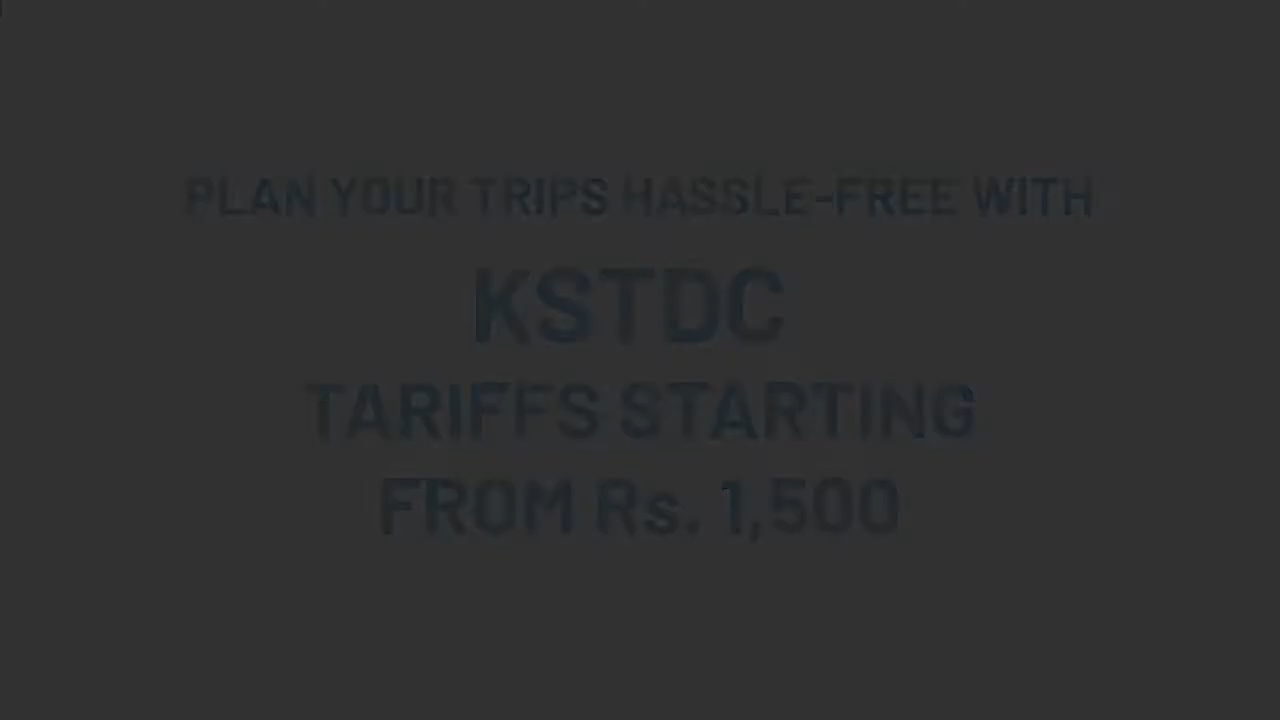 PLAN YOUR TRIPS HASSLE-FREE WITH
KSTDC
TARIFFS STARTING
FROM Rs. 1,500